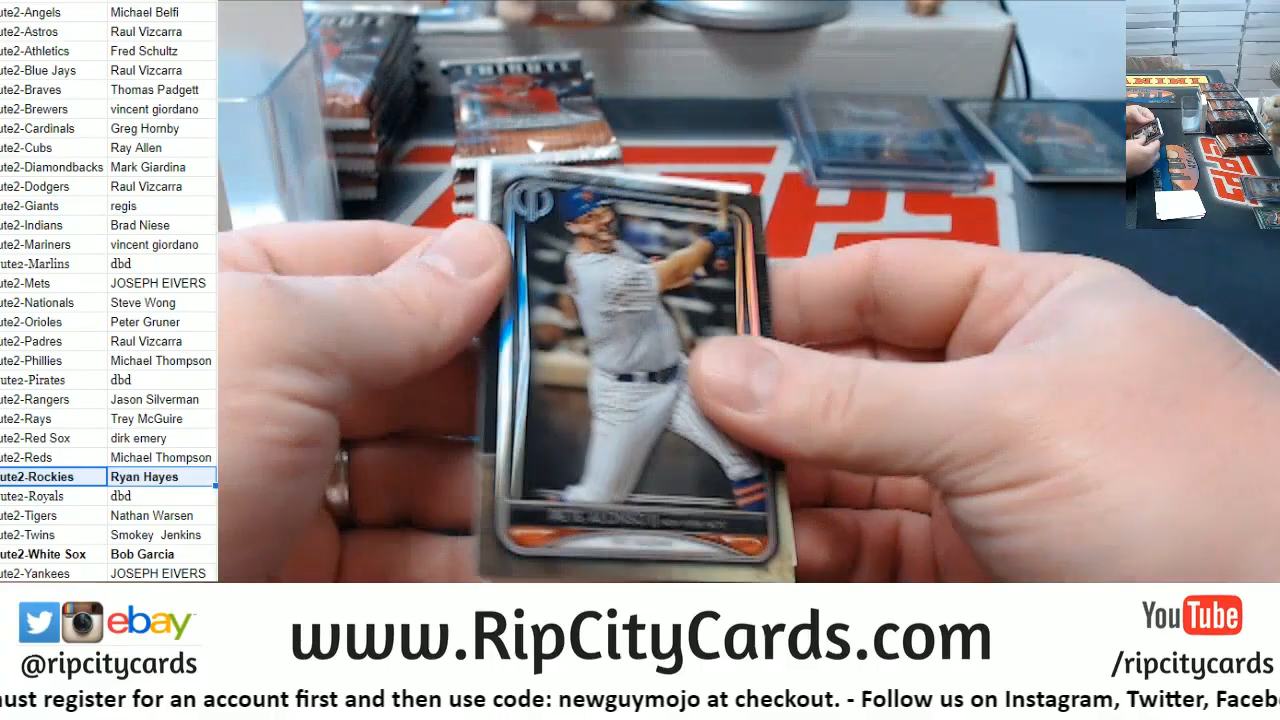 ute2-Angels Michael Belfi
ute2-Astros Raul Vizcarra
ute2-Athletics Fred Schultz
ute2-Blue Jays Raul Vizcarra
ute2-Braves Thomas Padgett
ute2-Brewers vincent giordano
ute2-Cardinals Greg Hornby
ute2-Cubs Ray Allen
ute2-Diamondbacks Mark Giardina
ute2-Dodgers Raul Vizcarra
ute2-Giants regis
ute2-Indians Brad Niese
ute2-Mariners vincent giordano
ute2-Marlins dbd
ute2-Mets JOSEPH EIVERS
ute2-Nationals Steve Wong
ute2-Orioles Peter Gruner
ute2-Padres Raul Vizcarra
ute2-Phillies Michael Thompson
ute2-Pirates dbd
ute2-Rangers Jason Silverman
ute2-Rays Trey McGuire
ute2-Red Sox dirk emery
ute2-Reds Michael Thompson
ute2-Rockies Ryan Hayes
ute2-Royals dbd
ute2-Tigers Nathan Warsen
ute2-Twins Smokey Jenkins
ute2-White Sox Bob Garcia
ute2-Yankees JOSEPH EIVERS
TRIBUTE
PETE ALONSO
PANINI
ebay
@ripcitycards
www.RipCityCards.com
YouTube
/ripcitycards
must register for an account first and then use code: newguymojo at checkout. - Follow us on Instagram, Twitter, Faceb